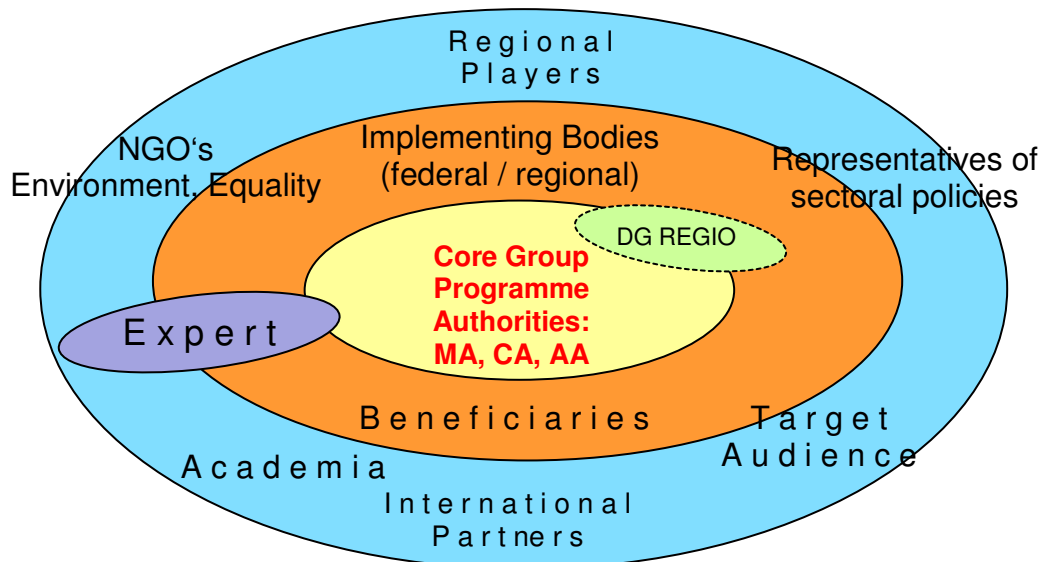 Regional
Players
NGO‘s
Environment. Equality
Implementing Bodies
(federal / regional)
Representatives of
sectoral policies
DG REGIO
Core Group
Programme
Authorities:
MA, CA, AA
Expert
Beneficiaries
Target
Audience
Academia
International
Partners